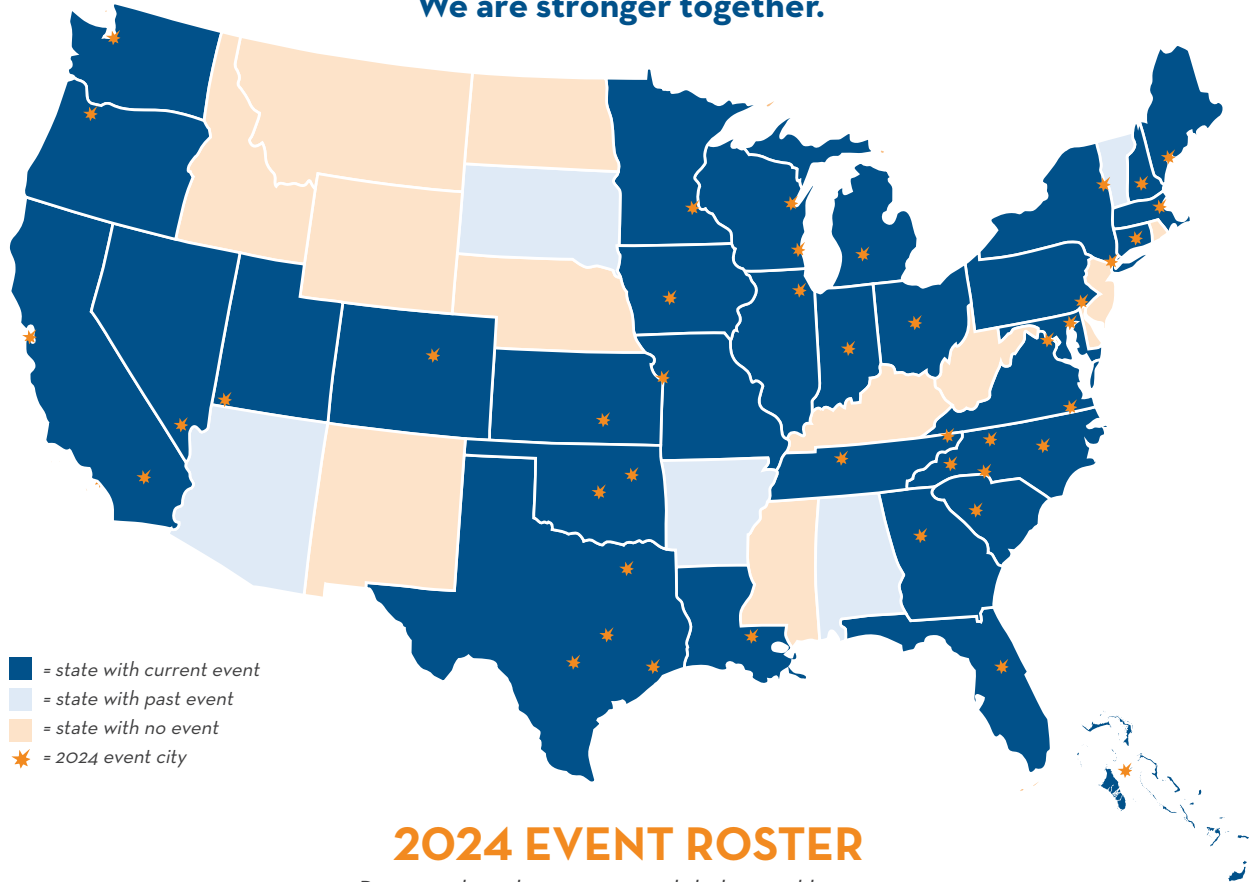 We are stronger together.
= state with current event
= state with past event
= state with no event
= 2024 event city
2024 EVENT ROSTER